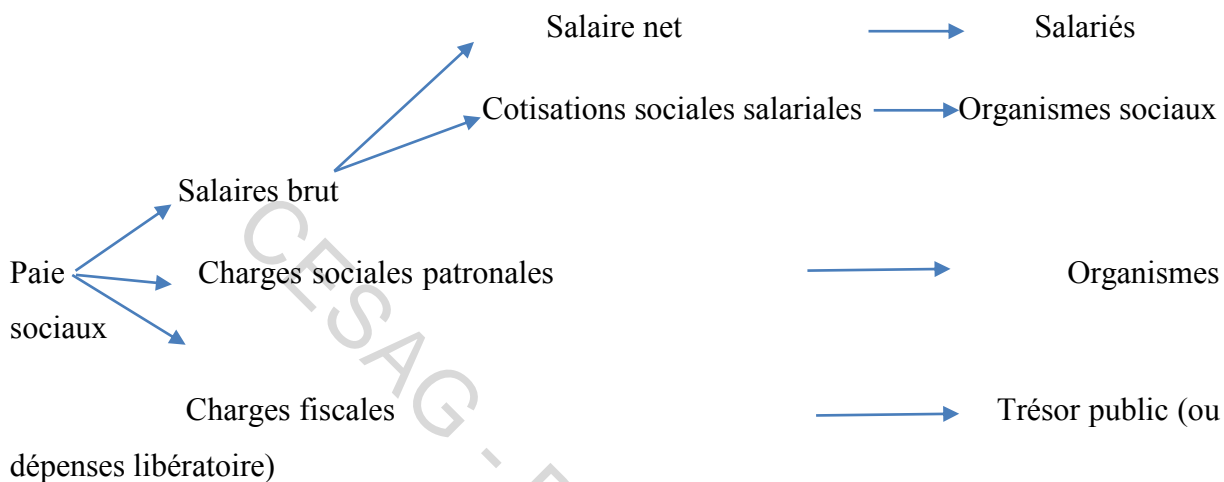 Salaire net Salariés
Cotisations sociales salariales Organismes sociaux
Salaires brut
Paie Charges sociales patronales Organismes
sociaux
Charges fiscales Trésor public (ou
dépenses libératoire)
CESAG -